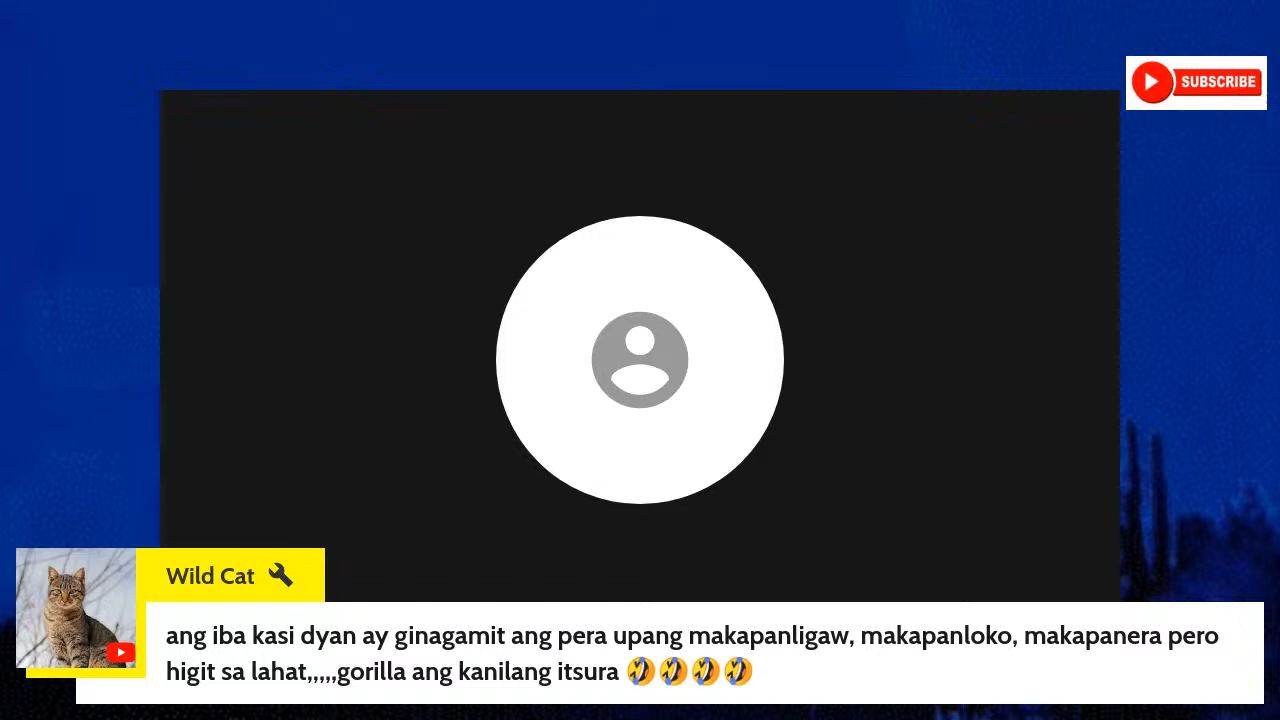 SUBSCRIBE
Wild Cat
ang iba kasi dyan ay ginagamit ang pera upang makapanligaw, makapanloko, makapanera pero
higit sa lahat,,,,,gorilla ang kanilang itsura 🤣🤣🤣🤣